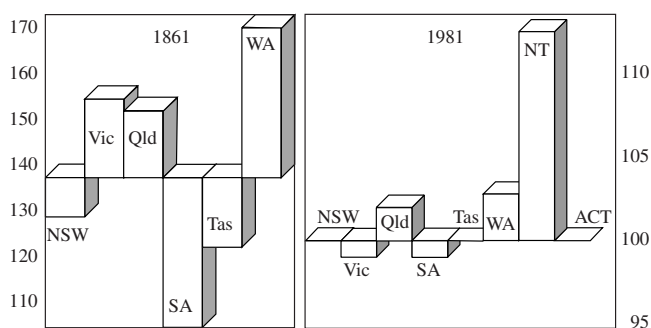 170
160
150
140
130
120
110
1861
WA
Vic
Qld
NSW
Tas
SA
1981
NT
NSW
Qld
Tas
WA
ACT
Vic
SA
110
105
100
95